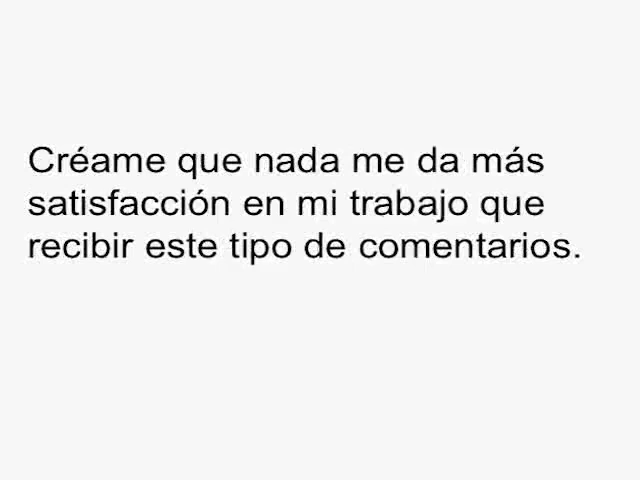 Créame que nada me da más
satisfacción en mi trabajo que
recibir este tipo de comentarios.